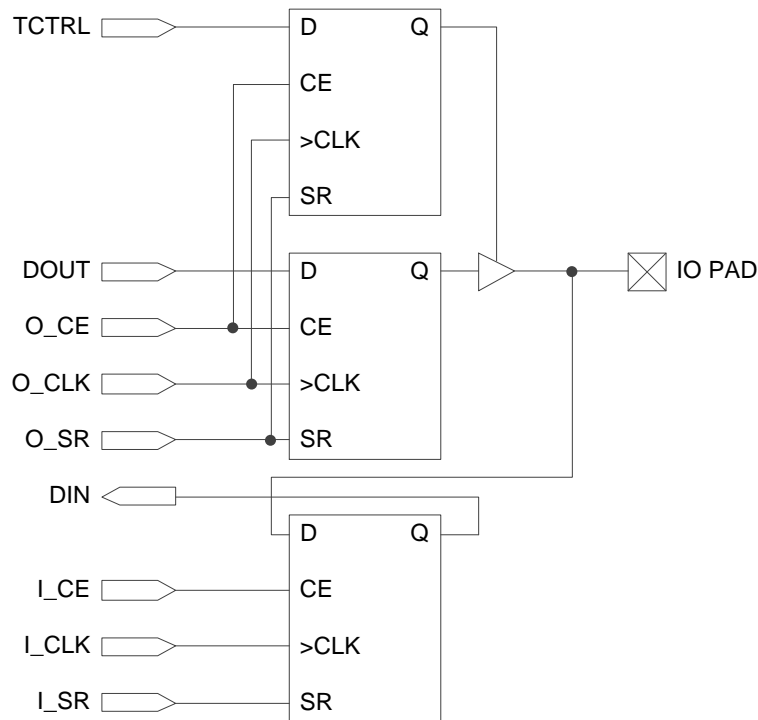 TCTRL D Q
CE
>CLK
SR
DOUT D Q IO PAD
O_CE CE
O_CLK >CLK
O_SR SR
DIN
D Q
I_CE CE
I_CLK >CLK
I_SR SR